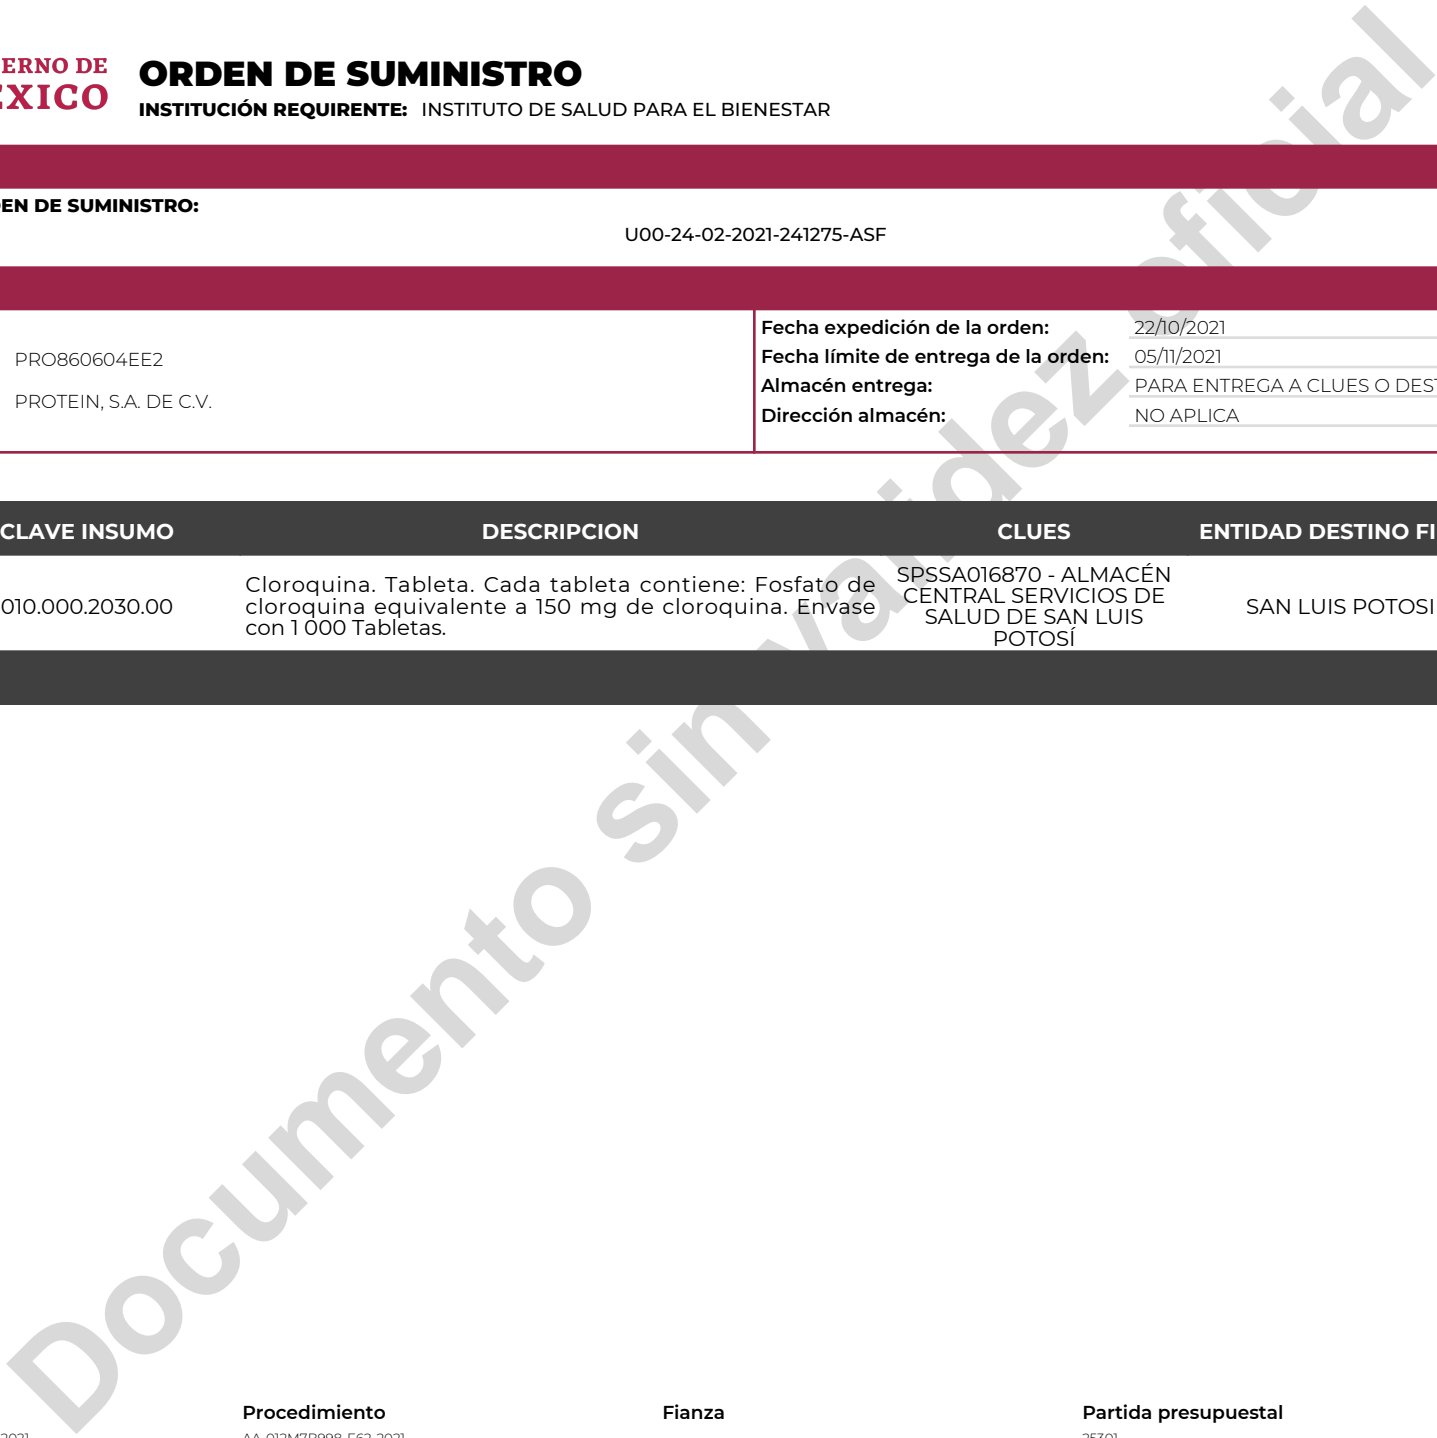 ERNO DE
ORDEN DE SUMINISTRO
EXICO
INSTITUCIÓN REQUIRENTE: INSTITUTO DE SALUD PARA EL BIENESTAR
EN DE SUMINISTRO:
U00-24-02-2021-241275-ASF
PRO860604EE2
PROTEIN, S.A. DE C.V.
Fecha expedición de la orden: 22/10/2021
Fecha límite de entrega de la orden: 05/11/2021
Almacén entrega: PARA ENTREGA A CLUES O DEST
Dirección almacén: NO APLICA
CLAVE INSUMO DESCRIPCION CLUES ENTIDAD DESTINO FI
010.000.2030.00
Cloroquina. Tableta. Cada tableta contiene: Fosfato de
cloroquina equivalente a 150 mg de cloroquina. Envase
con 1 000 Tabletas.
SPSSA016870 - ALMACÉN
CENTRAL SERVICIOS DE
SALUD DE SAN LUIS
POTOSÍ
SAN LUIS POTOSI
Documento sin validez oficial
Procedimiento Fianza Partida presupuestal